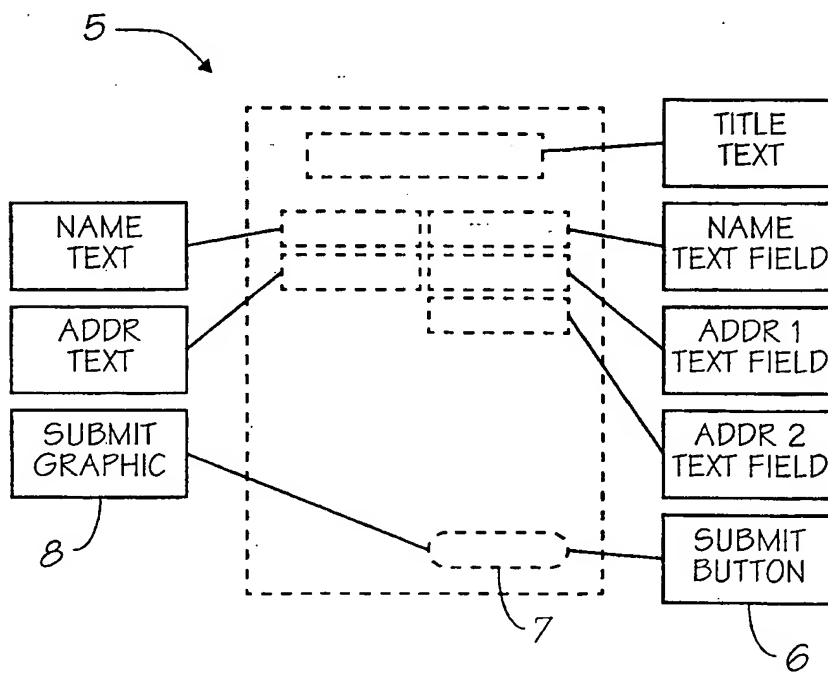 5
TITLE
TEXT
NAME
TEXT
NAME
TEXT FIELD
ADDR
TEXT
ADDR 1
TEXT FIELD
SUBMIT
GRAPHIC
ADDR 2
TEXT FIELD
8
7
SUBMIT
BUTTON
6